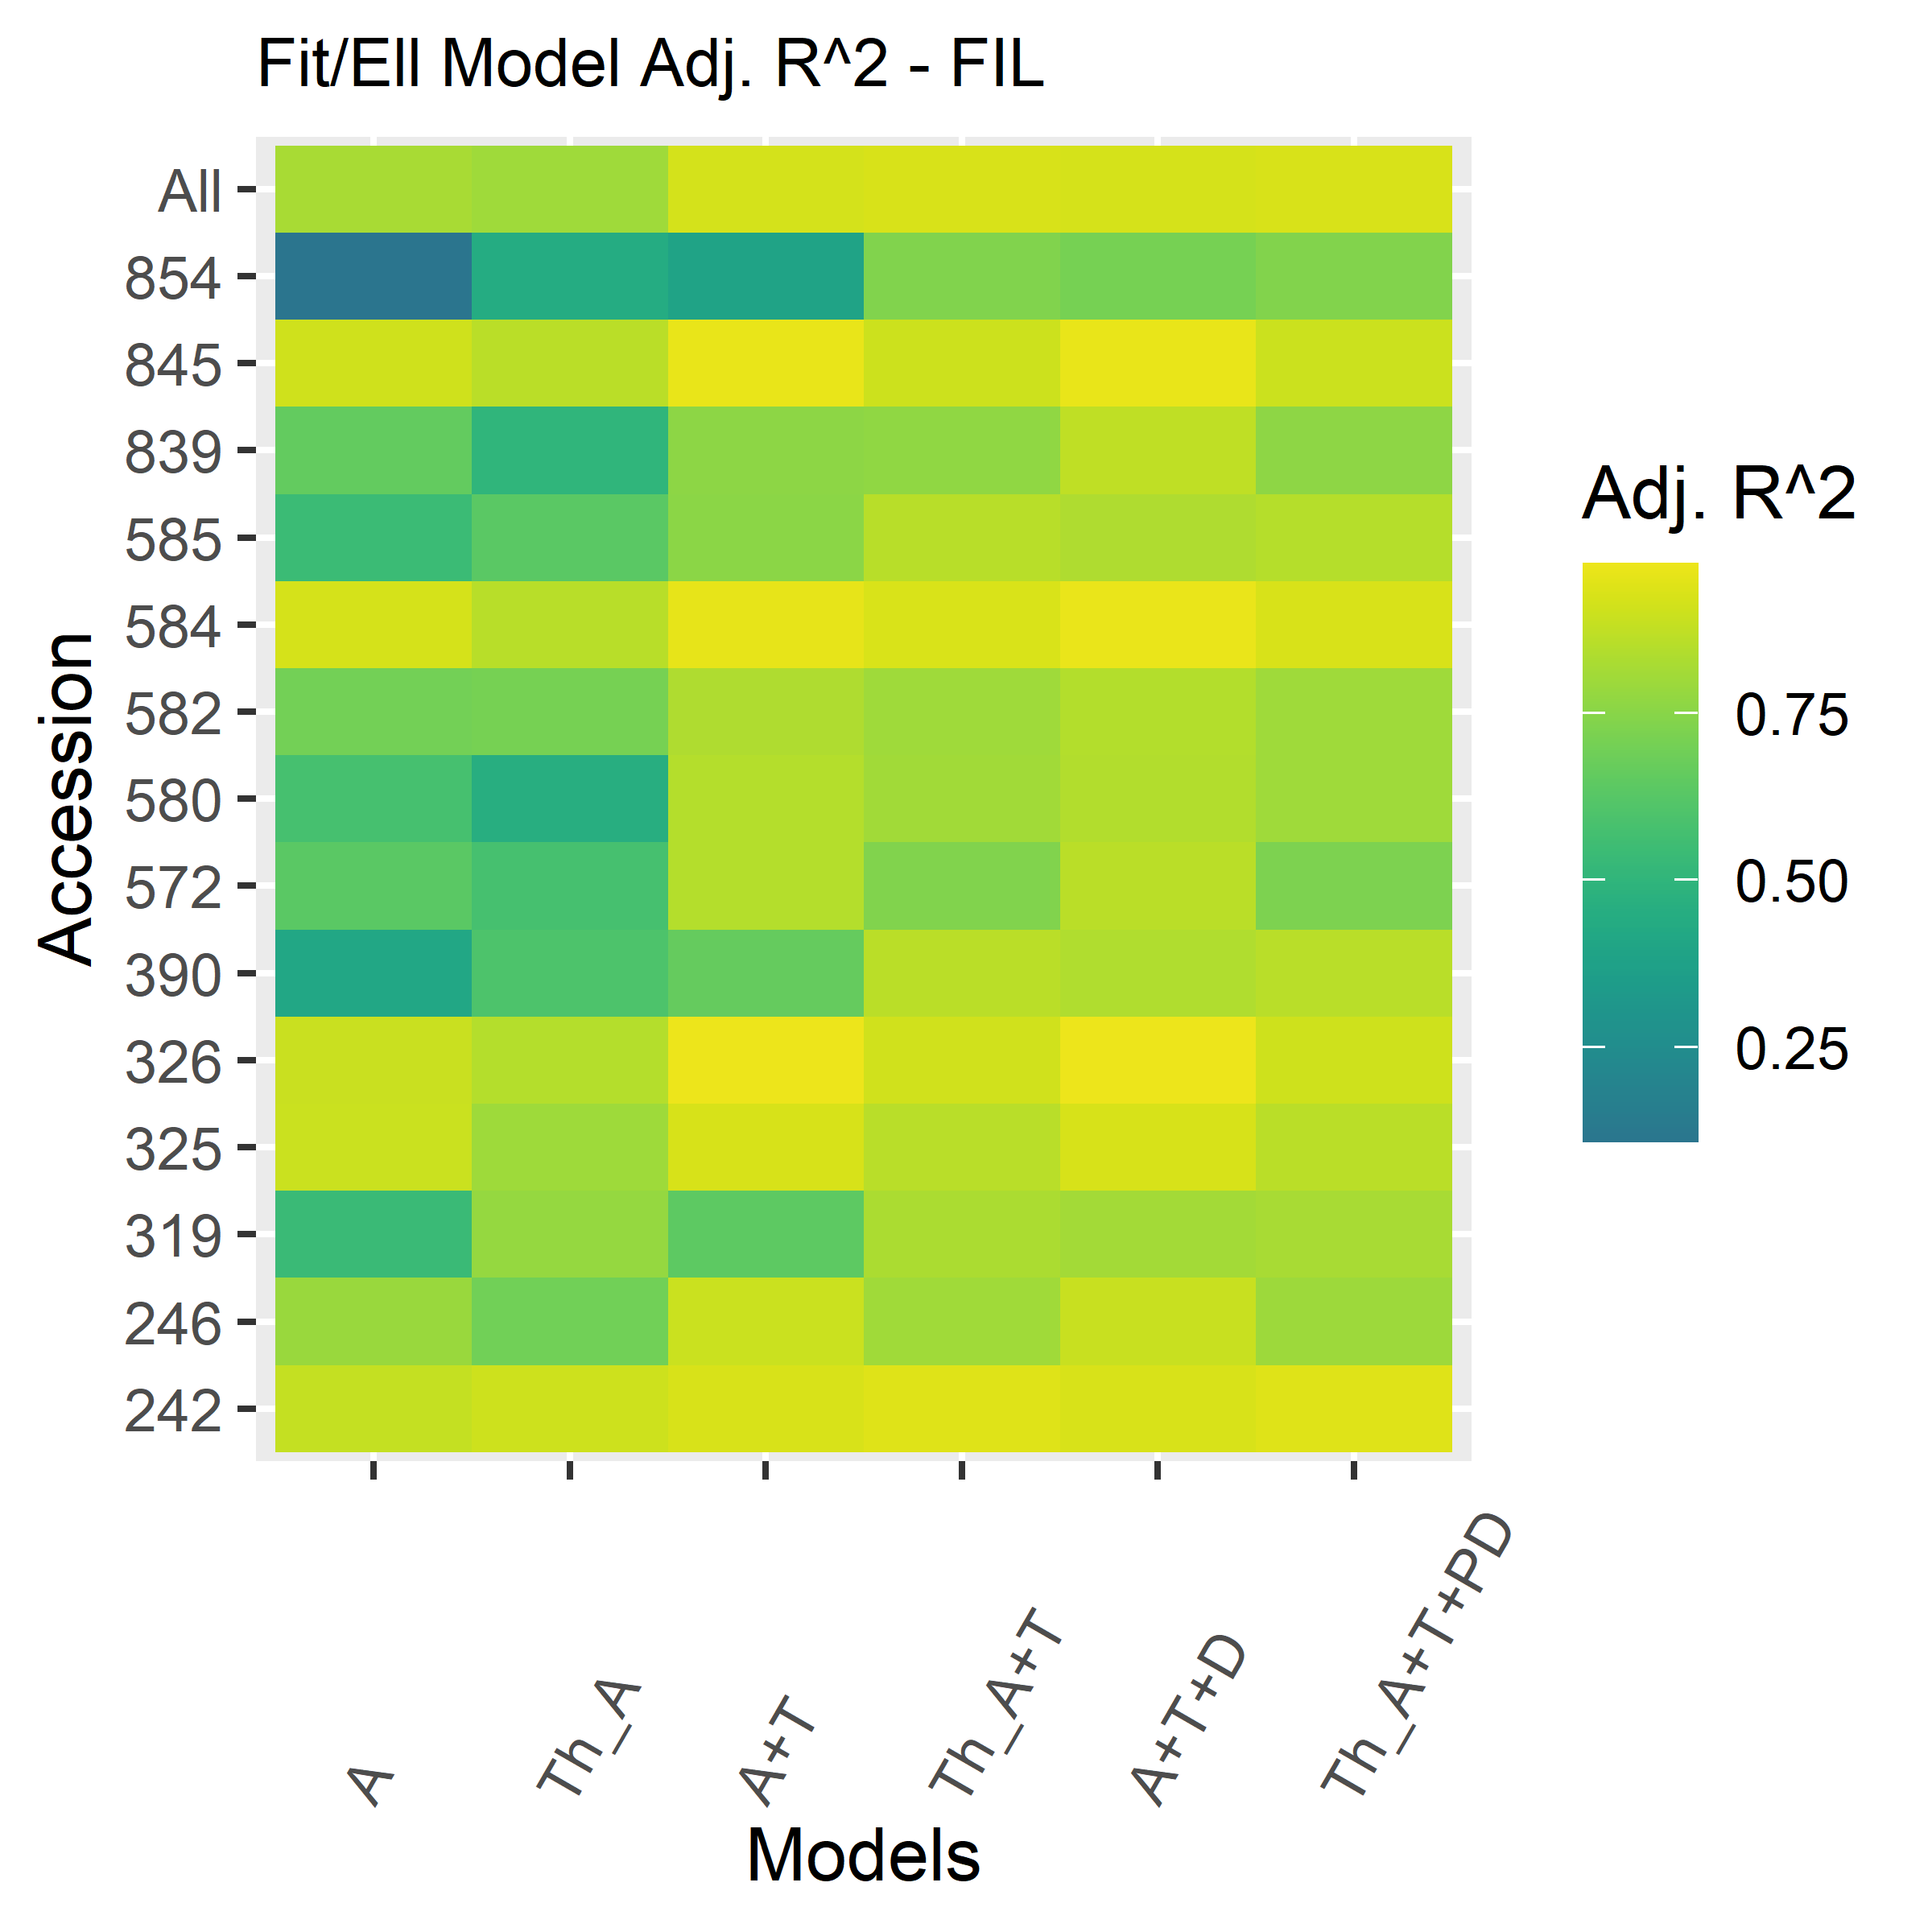 Fit/Ell Model Adj. R^2 - FIL
All
854
845
839
585
584
582
580
572
390
326
325
319
246
242
Accession
A
Th_A
A+T
Th_A+T
A+T+D
Th_A+T+PD
Models
Adj. R^2
0.75
0.50
0.25